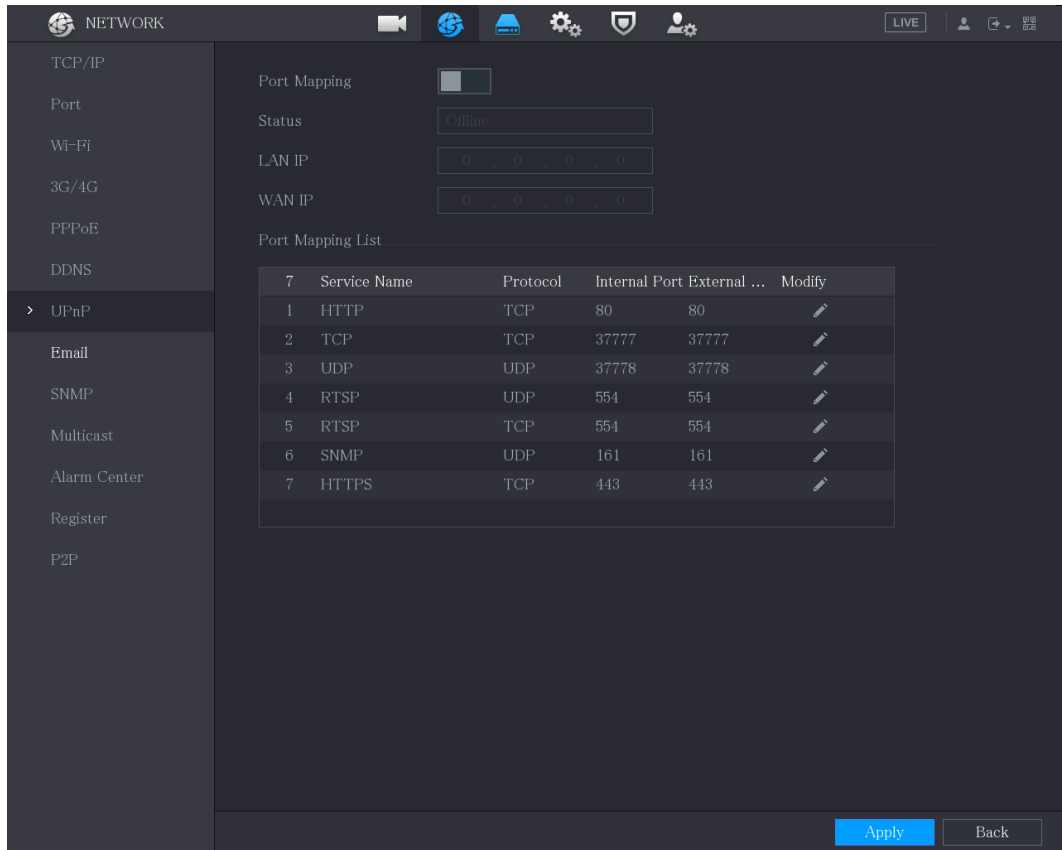 NETWORK
LIVE
TCP/IP
Port
Wi-Fi
3G/4G
PPPoE
DDNS
UPnP
Email
SNMP
Multicast
Alarm Center
Register
P2P
Port Mapping
Status Offline
LAN IP 0 . 0 . 0 . 0
WAN IP 0 . 0 . 0 . 0
Port Mapping List
7 Service Name Protocol Internal Port External ... Modify
1 HTTP TCP 80 80
2 TCP TCP 37777 37777
3 UDP UDP 37778 37778
4 RTSP UDP 554 554
5 RTSP TCP 554 554
6 SNMP UDP 161 161
7 HTTPS TCP 443 443
Apply Back